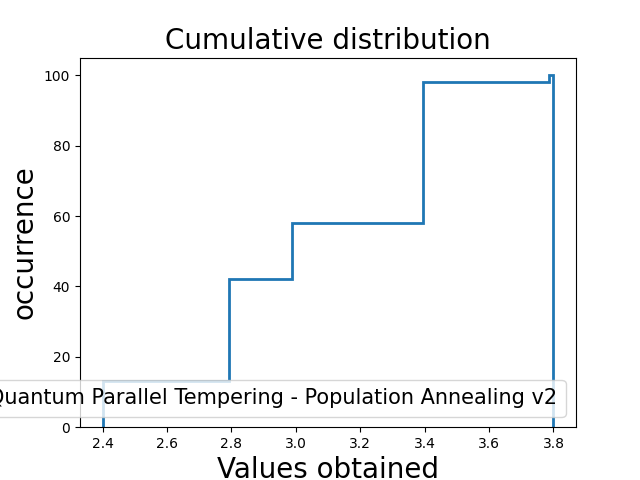 Cumulative distribution
occurrence
100
80
60
40
20
0
Quantum Parallel Tempering - Population Annealing v2
2.4 2.6 2.8 3.0 3.2 3.4 3.6 3.8
Values obtained